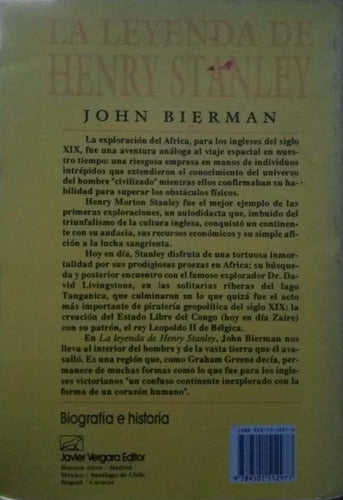 LA LEYENDA DE
HENRY STANLEY
JOHN BIERMAN
La exploración del Africa, para los ingleses del siglo
XIX, fue una aventura análoga al viaje espacial en nues-
tro tiempo: una riesgosa empresa en manos de individuos
intrépidos que extendieron el conocimiento del universo
del hombre "civilizado" mientras ellos confirmaban su ha-
bilidad para superar los obstáculos físicos.
Henry Morton Stanley fue el mejor ejemplo de las
primeras exploraciones, un autodidacta que, imbuido del
triunfalismo de la cultura inglesa, conquistó un continen-
te con su audacia, sus recursos económicos y su simple afi-
ción a la lucha sangrienta.
Hoy en día, Stanley disfruta de una tortuosa inmor-
talidad por sus prodigiosas proezas en Africa; su búsque-
da y posterior encuentro con el famoso explorador Dr. Da-
vid Livingstone, en las solitarias riberas del lago
Tanganica, que culminaron en lo que quizá fue el acto
más importante de piratería geopolítica del siglo XIX: la
creación del Estado Libre del Congo (hoy en día Zaire)
con su patrón, el rey Leopoldo II de Bélgica.
En La leyenda de Henry Stanley, John Bierman nos
lleva al interior del hombre y de la vasta tierra que él ava-
salló. Es una región que, como Graham Greene decía, per-
manece de muchas formas como lo que fue para los ingle-
ses victorianos "un confuso continente inexplorado con la
forma de un corazón humano".
Biografía e historia
Javier Vergara Editor
Buenos Aires / Madrid
México / Santiago de Chile
Bogotá / Caracas
ISBN 950-15-1297-5
9 789501 512977